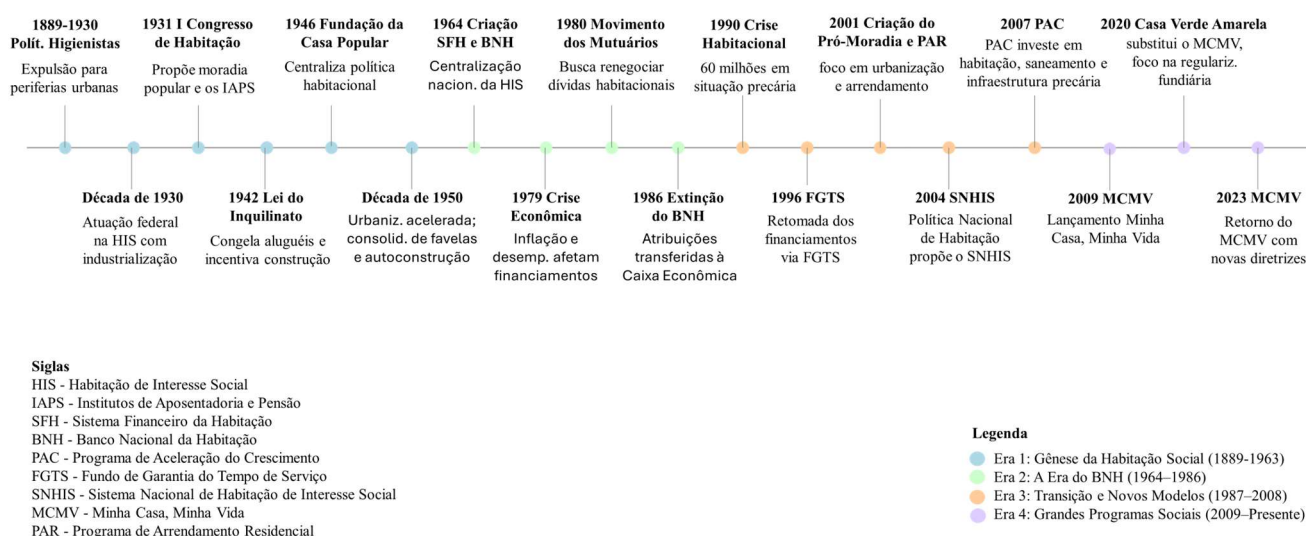 1889-1930
Polít. Higienistas
Expulsão para
periferias urbanas
1931 I Congresso
de Habitação
Propõe moradia
popular e os IAPS
1946 Fundação da
Casa Popular
Centraliza política
habitacional
1964 Criação
SFH e BNH
Centralização
nacion. da HIS
1980 Movimento
dos Mutuários
Busca renegociar
dívidas habitacionais
1990 Crise
Habitacional
60 milhões em
situação precária
2001 Criação do
Pró-Moradia e PAR
foco em urbanização
e arrendamento
2007 PAC
PAC investe em
habitação, saneamento e
infraestrutura precária
2020 Casa Verde Amarela
substitui o MCMV,
foco na regulariz.
fundiária
Década de 1930
Atuação federal
na HIS com
industrialização
1942 Lei do
Inquilinato
Congela aluguéis e
incentiva construção
Década de 1950
Urbaniz. acelerada;
consolid. de favelas
e autoconstrução
1979 Crise
Econômica
Inflação e
desemp. afetam
financiamentos
1986 Extinção
do BNH
Atribuições
transferidas à
Caixa Econômica
1996 FGTS
Retomada dos
financiamentos
via FGTS
2004 SNHIS
Política Nacional
de Habitação
propõe o SNHIS
2009 MCMV
Lançamento Minha
Casa, Minha Vida
2023 MCMV
Retorno do
MCMV com
novas diretrizes
Siglas
HIS - Habitação de Interesse Social
IAPS - Institutos de Aposentadoria e Pensão
SFH - Sistema Financeiro da Habitação
BNH - Banco Nacional da Habitação
PAC - Programa de Aceleração do Crescimento
FGTS - Fundo de Garantia do Tempo de Serviço
SNHIS - Sistema Nacional de Habitação de Interesse Social
MCMV - Minha Casa, Minha Vida
PAR - Programa de Arrendamento Residencial
Legenda
Era 1: Gênese da Habitação Social (1889-1963)
Era 2: A Era do BNH (1964–1986)
Era 3: Transição e Novos Modelos (1987–2008)
Era 4: Grandes Programas Sociais (2009–Presente)